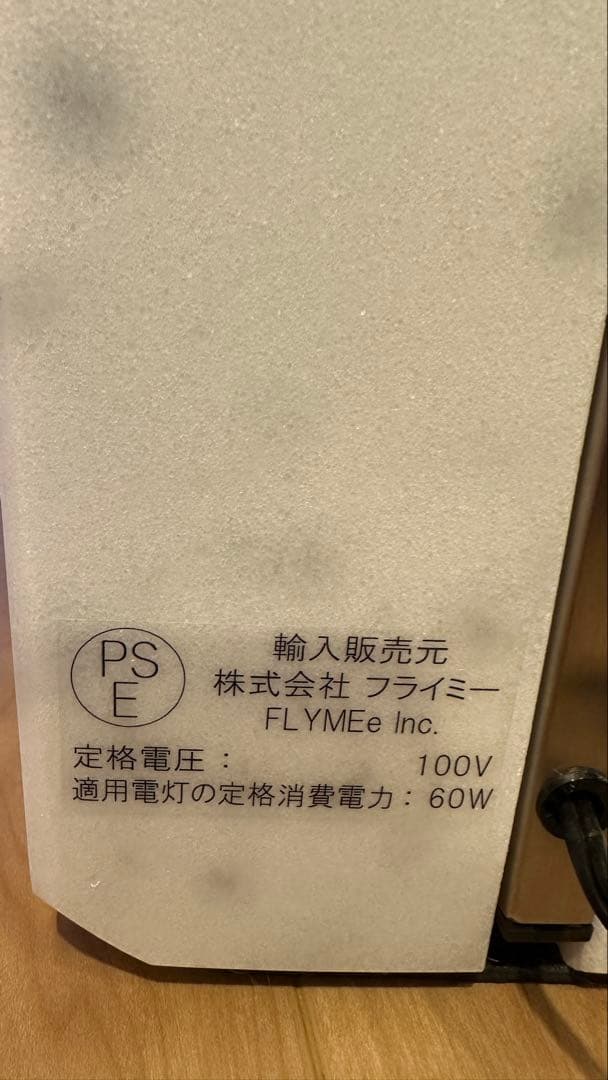 PS
E
輸入販売元
株式会社 フライミー
FLYMEe Inc.
定格電圧： 100V
適用電灯の定格消費電力： 60W